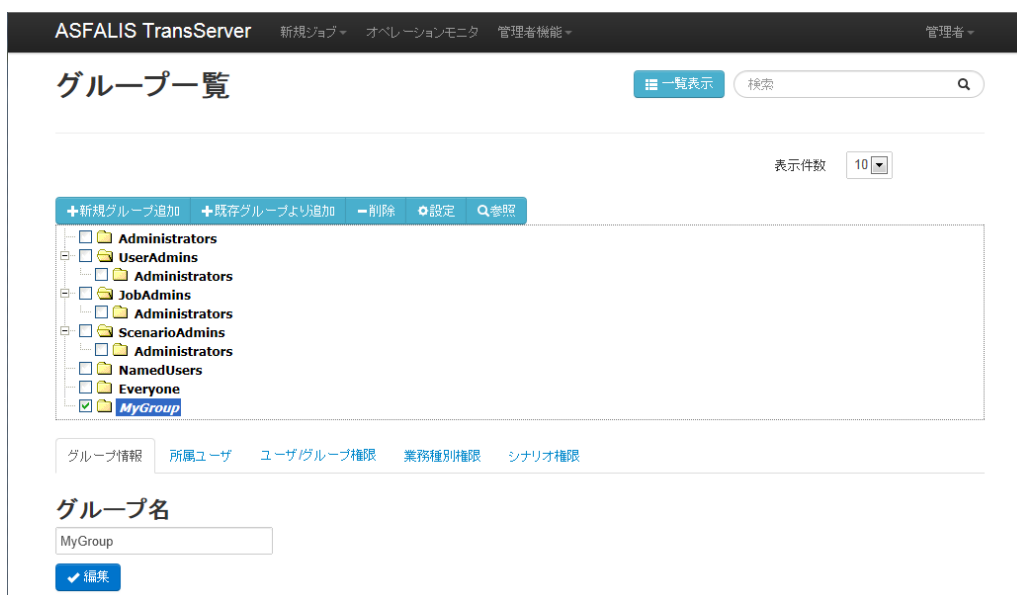 ASFALIS TransServer 新規ジョブ オペレーションモニタ 管理者機能 管理者
グループ一覧 一覧表示 検索
表示件数 10
新規グループ追加 既存グループより追加 削除 設定 参照
Administrators
UserAdmins
Administrators
JobAdmins
Administrators
ScenarioAdmins
Administrators
NamedUsers
Everyone
MyGroup
グループ情報 所属ユーザ ユーザ/グループ権限 業務種別権限 シナリオ権限
グループ名
MyGroup
編集